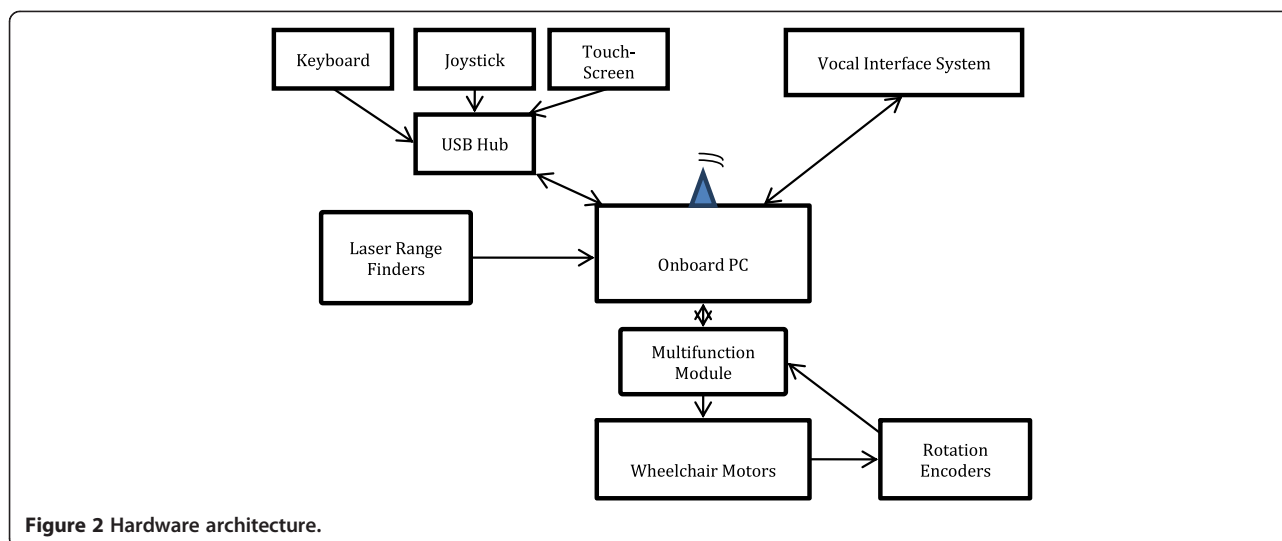 Keyboard
Joystick
Touch-
Screen
Vocal Interface System
USB Hub
Laser Range
Finders
Onboard PC
Multifunction
Module
Wheelchair Motors
Rotation
Encoders
Figure 2 Hardware architecture.